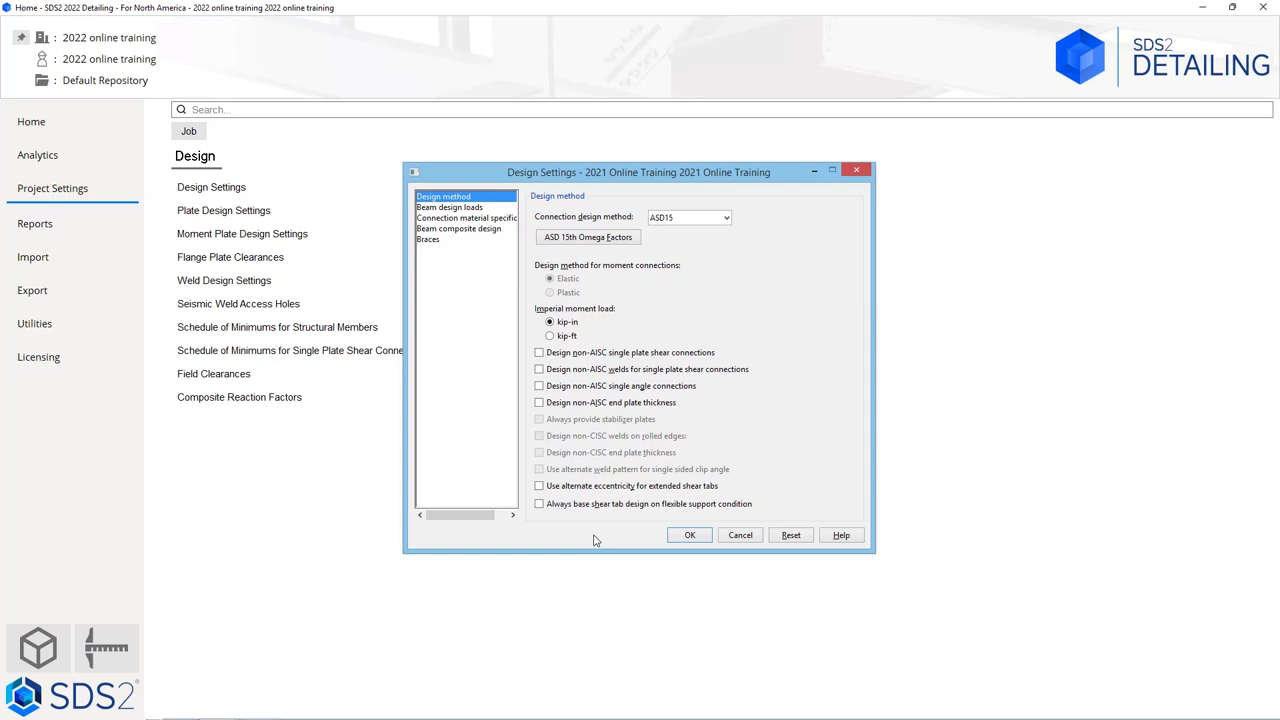 Home - SDS2 2022 Detailing - For North America - 2022 online training 2022 online training
: 2022 online training
: 2022 online training
: Default Repository
SDS2
DETAILING
Home
Analytics
Project Settings
Reports
Import
Export
Utilities
Licensing
SDS2
Search...
Job
Design
Design Settings
Plate Design Settings
Moment Plate Design Settings
Flange Plate Clearances
Weld Design Settings
Seismic Weld Access Holes
Schedule of Minimums for Structural Members
Schedule of Minimums for Single Plate Shear Conne
Field Clearances
Composite Reaction Factors
Design Settings - 2021 Online Training 2021 Online Training
Design method
Beam design loads
Connection material specific
Beam composite design
Braces
Design method
Connection design method: ASD15
ASD 15th Omega Factors
Design method for moment connections:
Elastic
Plastic
Imperial moment load:
kip-in
kip-ft
Design non-AISC single plate shear connections
Design non-AISC welds for single plate shear connections
Design non-AISC single angle connections
Design non-AISC end plate thickness
Always provide stabilizer plates
Design non-CISC welds on rolled edges:
Design non-CISC end plate thickness
Use alternate weld pattern for single sided clip angle
Use alternate eccentricity for extended shear tabs
Always base shear tab design on flexible support condition
OK Cancel Reset Help